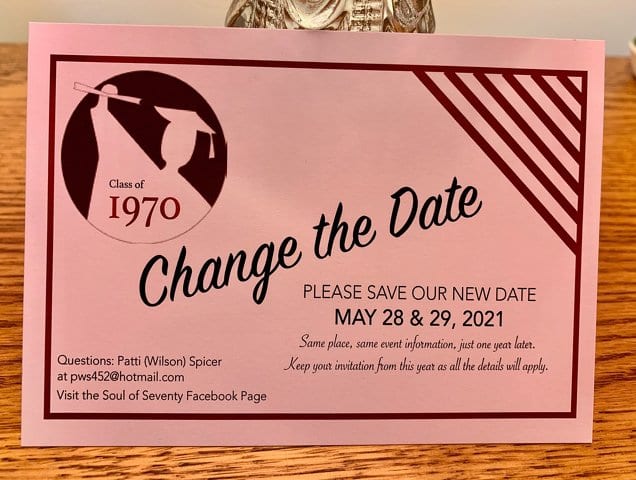 Class of
1970
Change the Date
PLEASE SAVE OUR NEW DATE
MAY 28 & 29, 2021
Same place, same event information, just one year later.
Keep your invitation from this year as all the details will apply.
Questions: Patti (Wilson) Spicer
at pws452@hotmail.com
Visit the Soul of Seventy Facebook Page